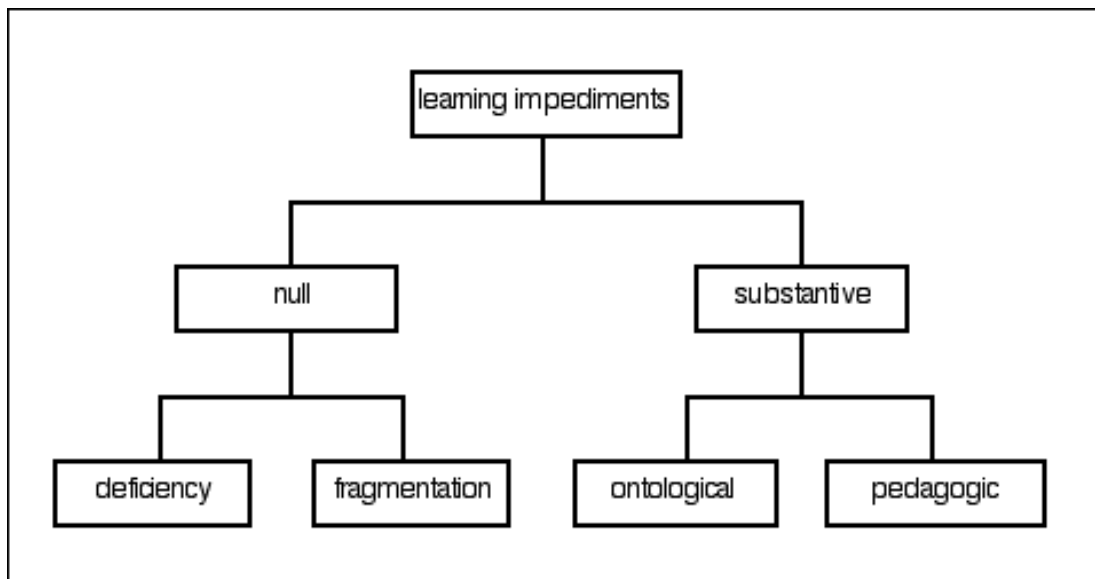 learning impediments
null
substantive
deficiency
fragmentation
ontological
pedagogic